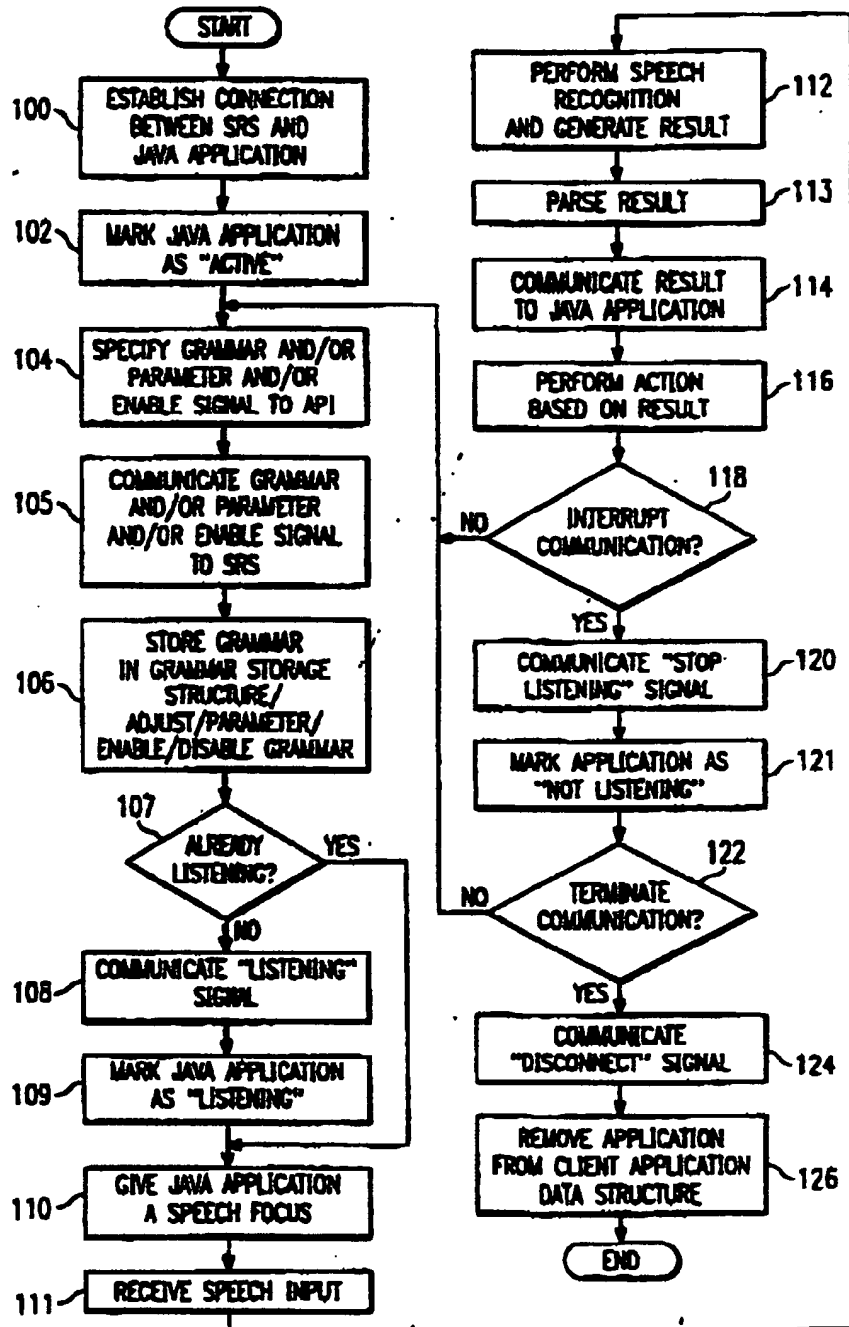 START
100
ESTABLISH CONNECTION
BETWEEN SRS AND
JAVA APPLICATION
102
MARK JAVA APPLICATION
AS "ACTIVE"
104
SPECIFY GRAMMAR AND/OR
PARAMETER AND/OR
ENABLE SIGNAL TO API
105
COMMUNICATE GRAMMAR
AND/OR PARAMETER
AND/OR ENABLE SIGNAL
TO SRS
106
STORE GRAMMAR
IN GRAMMAR STORAGE
STRUCTURE/
ADJUST/PARAMETER/
ENABLE/DISABLE GRAMMAR
107
ALREADY
LISTENING?
YES
NO
108
COMMUNICATE "LISTENING"
SIGNAL
109
MARK JAVA APPLICATION
AS "LISTENING"
110
GIVE JAVA APPLICATION
A SPEECH FOCUS
111
RECEIVE SPEECH INPUT
PERFORM SPEECH
RECOGNITION
AND GENERATE RESULT
112
PARSE RESULT
113
COMMUNICATE RESULT
TO JAVA APPLICATION
114
PERFORM ACTION
BASED ON RESULT
116
118
NO
INTERRUPT
COMMUNICATION?
YES
COMMUNICATE "STOP
LISTENING" SIGNAL
120
MARK APPLICATION AS
"NOT LISTENING"
121
122
NO
TERMINATE
COMMUNICATION?
YES
COMMUNICATE
"DISCONNECT" SIGNAL
124
REMOVE APPLICATION
FROM CLIENT APPLICATION
DATA STRUCTURE
126
END